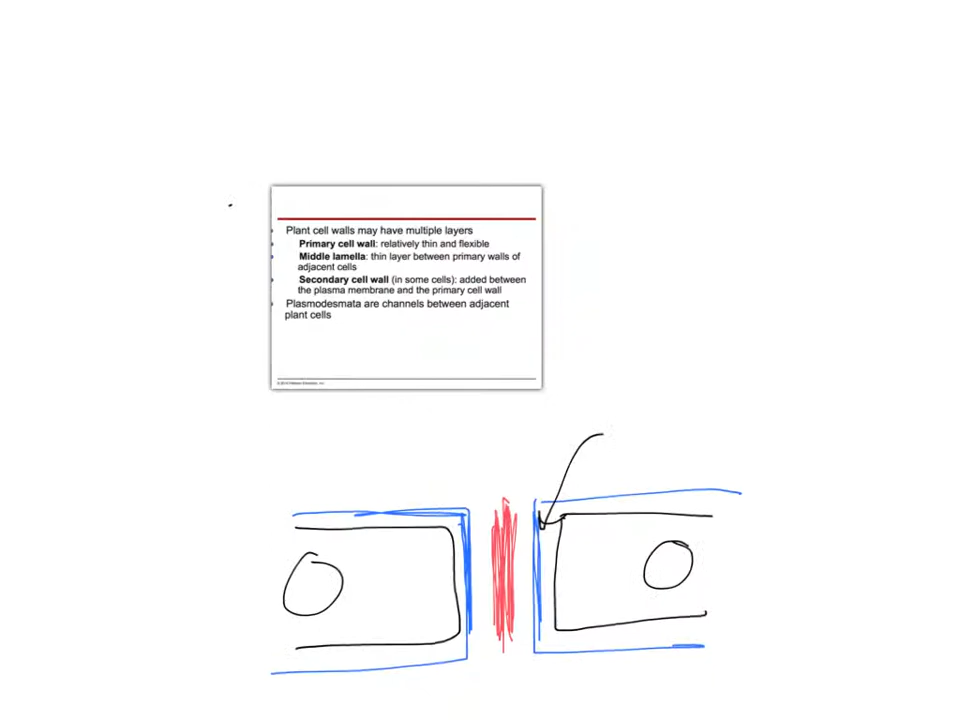 Plant cell walls may have multiple layers
Primary cell wall: relatively thin and flexible
Middle lamella: thin layer between primary walls of
adjacent cells
Secondary cell wall (in some cells): added between
the plasma membrane and the primary cell wall
Plasmodesmata are channels between adjacent
plant cells